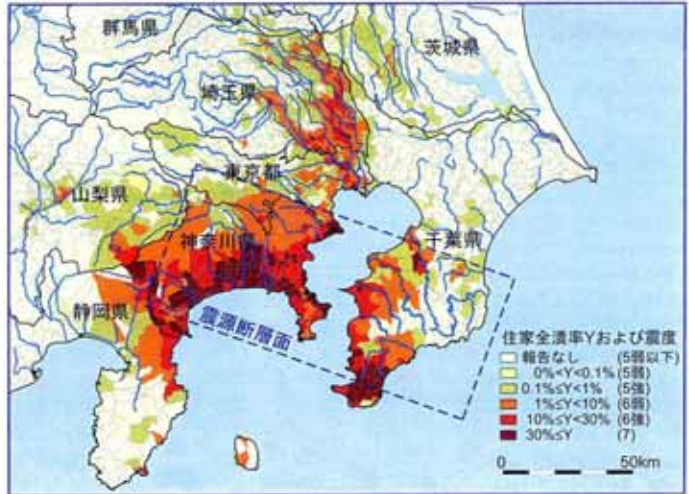 群馬県
茨城県
埼玉県
東京都
山梨県
神奈川県
千葉県
静岡県
震源断層面
住家全潰率Yおよび震度
報告なし (5弱以下)
0%<Y<0.1% (5弱)
0.1%≤Y<1% (5強)
1%≤Y<10% (6弱)
10%≤Y<30% (6強)
30%≤Y (7)
0 50km